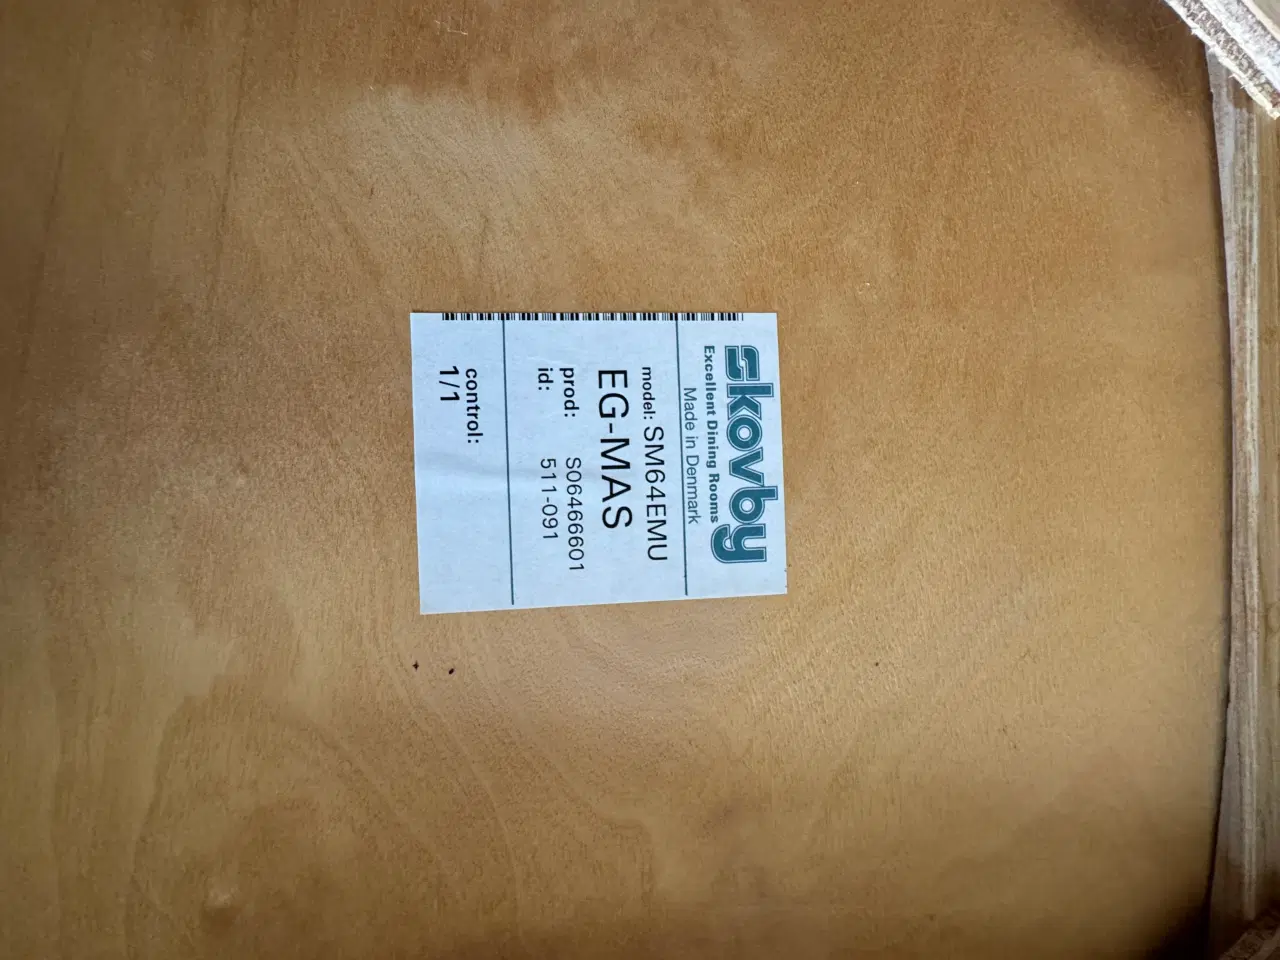 skovby
Excellent Dining Rooms
Made in Denmark
model: SM64EMU
EG-MAS
prod: S06466601
id: 511-091
control:
1/1